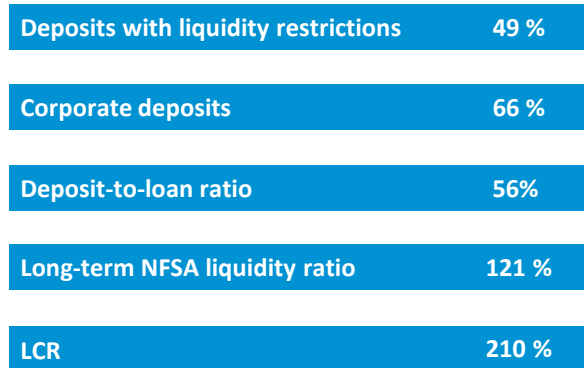 Deposits with liquidity restrictions 49 %
Corporate deposits 66 %
Deposit-to-loan ratio 56%
Long-term NFSA liquidity ratio 121 %
LCR 210 %